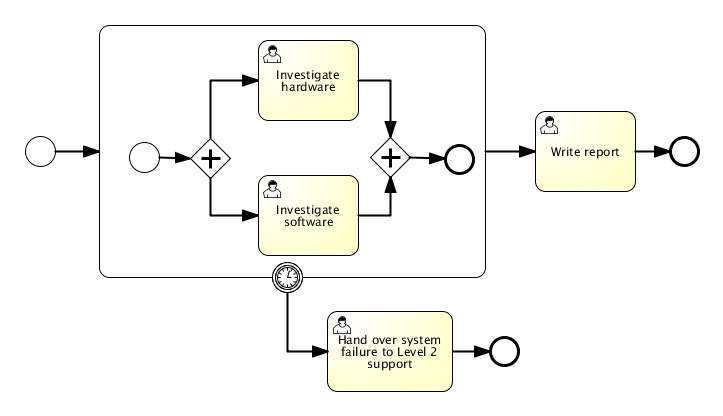 Investigate
hardware
Investigate
software
Write report
Hand over system
failure to Level 2
support